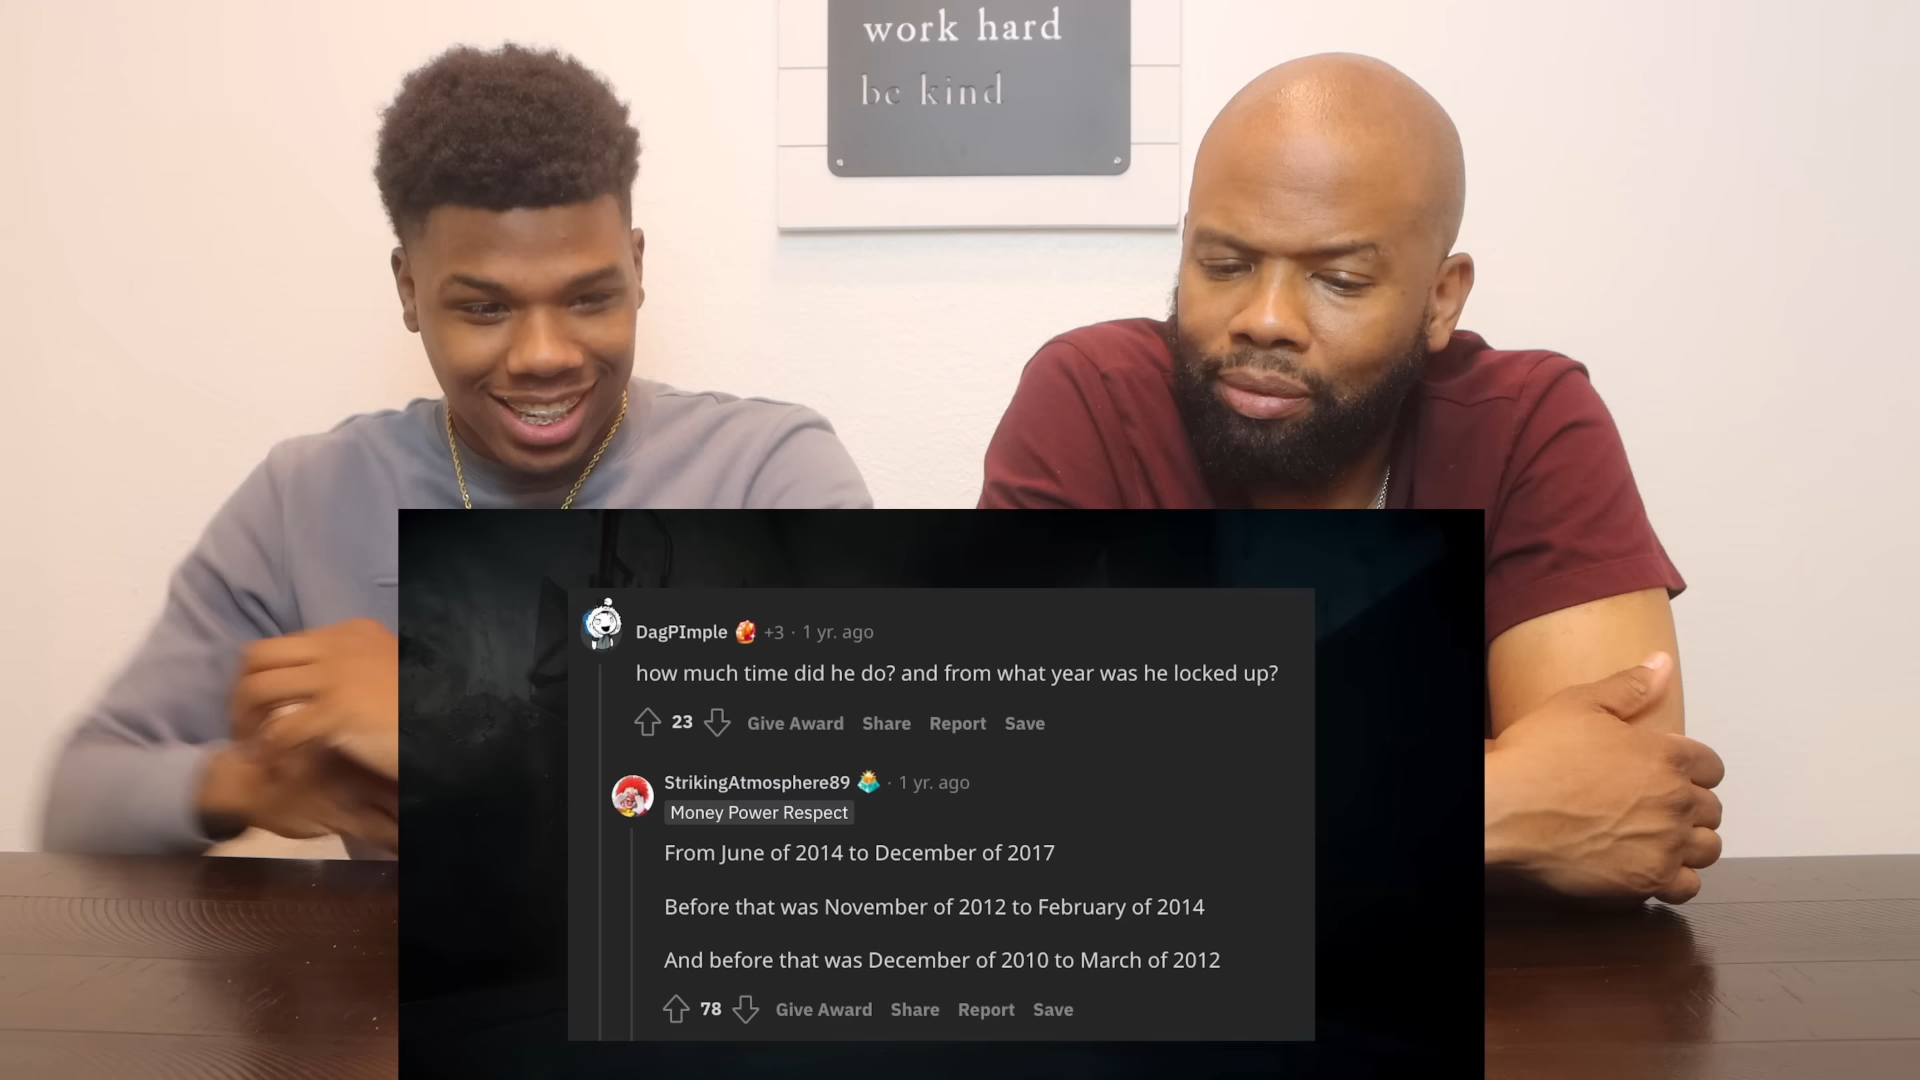 work hard
be kind
DagPImple +3 · 1 yr. ago
how much time did he do? and from what year was he locked up?
23 Give Award Share Report Save
StrikingAtmosphere89 · 1 yr. ago
Money Power Respect
From June of 2014 to December of 2017
Before that was November of 2012 to February of 2014
And before that was December of 2010 to March of 2012
78 Give Award Share Report Save